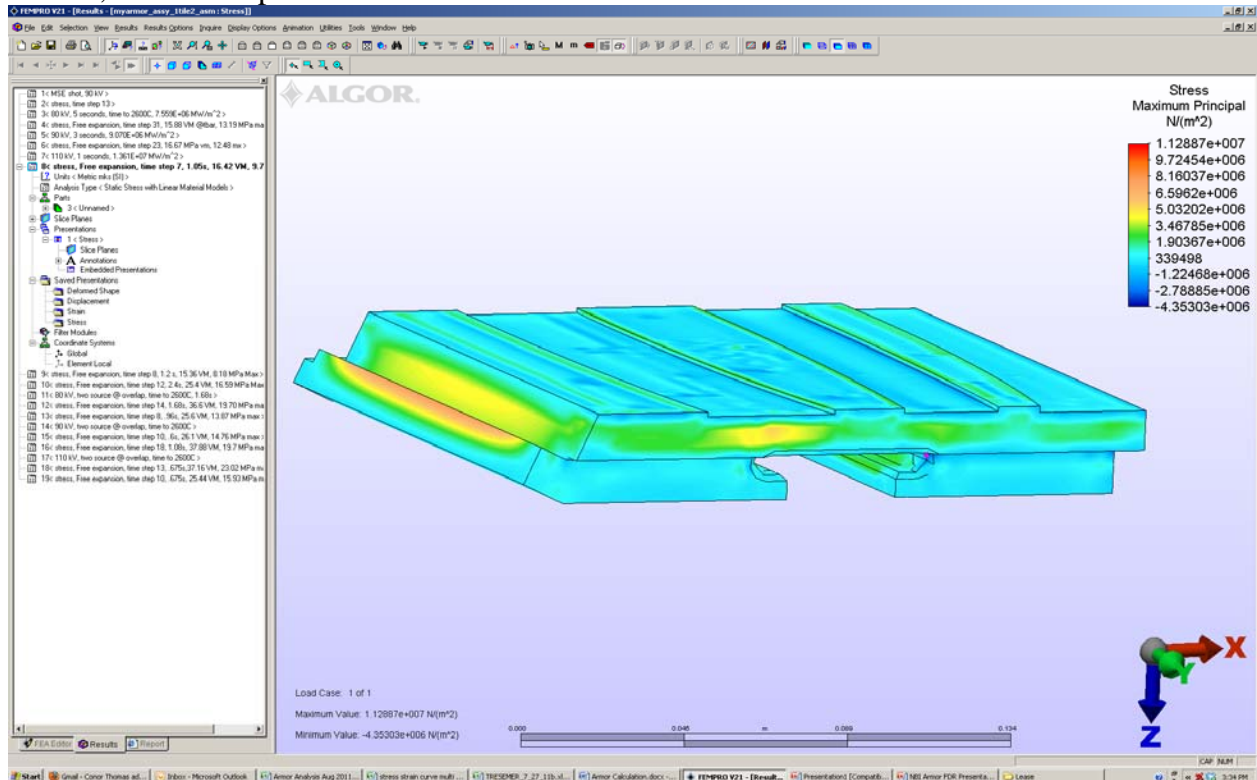 FEMPRO V21 - [Results - [myarmor_assy_1tile2_asm : Stress]]
File Edit Selection View Results Results Options Inquire Display Options Animation Utilities Tools Window Help
1< MSE shot, 90 kV >
2< stress, time step 13 >
3< 80 kV, 5 seconds, time to 2600C, 7.559E+06 MW/m^2 >
4< stress, Free expansion, time step 31, 15.88 VM @tbar, 13.19 MPa ma
5< 90 kV, 3 seconds, 9.070E+06 MW/m^2 >
6< stress, Free expansion, time step 23, 16.67 MPa vm, 12.48 mx >
7< 110 kV, 1 seconds, 1.361E+07 MW/m^2 >
8< stress, Free expansion, time step 7, 1.05s, 16.42 VM, 9.7
Units < Metric mks (SI) >
Analysis Type < Static Stress with Linear Material Models >
Parts
3 < Unnamed >
Slice Planes
Presentations
1 < Stress >
Slice Planes
Annotations
Embedded Presentations
Saved Presentations
Deformed Shape
Displacement
Strain
Stress
Filter Modules
Coordinate Systems
Global
Element Local
9< stress, Free expansion, time step 8, 1.2 s, 15.36 VM, 8.18 MPa Max >
10< stress, Free expansion, time step 12, 2.4s, 25.4 VM, 16.59 MPa Max
11< 80 kV, two source @ overlap, time to 2600C, 1.68s >
12< stress, Free expansion, time step 14, 1.68s, 36.6 VM, 19.70 MPa ma
13< stress, Free expansion, time step 8, .96s, 25.6 VM, 13.87 MPa max >
14< 90 kV, two source @ overlap, time to 2600C >
15< stress, Free expansion, time step 10, .6s, 26.1 VM, 14.76 MPa max >
16< stress, Free expansion, time step 18, 1.08s, 37.88 VM, 19.7 MPa ma
17< 110 kV, two source @ overlap, time to 2600C >
18< stress, Free expansion, time step 13, .675s,37.16 VM, 23.02 MPa m
19< stress, Free expansion, time step 10, .675s, 25.44 VM, 15.93 MPa m
FEA Editor Results Report
ALGOR.
Stress
Maximum Principal
N/(m^2)
1.12887e+007
9.72454e+006
8.16037e+006
6.5962e+006
5.03202e+006
3.46785e+006
1.90367e+006
339498
-1.22468e+006
-2.78885e+006
-4.35303e+006
Load Case: 1 of 1
Maximum Value: 1.12887e+007 N/(m^2)
Minimum Value: -4.35303e+006 N/(m^2)
0.000 0.045 m 0.089 0.134
X
Y
Z
CAP NUM
Start Gmail - Conor Thomas ad... Inbox - Microsoft Outlook Armor Analysis Aug 2011... stress strain curve multi ... TRESEMER_7_27_11b.xl... Armor Calculation.docx -... FEMPRO V21 - [Result... Presentation1 [Compatib... NBI Armor PDR Presenta... Lease 3:34 PM